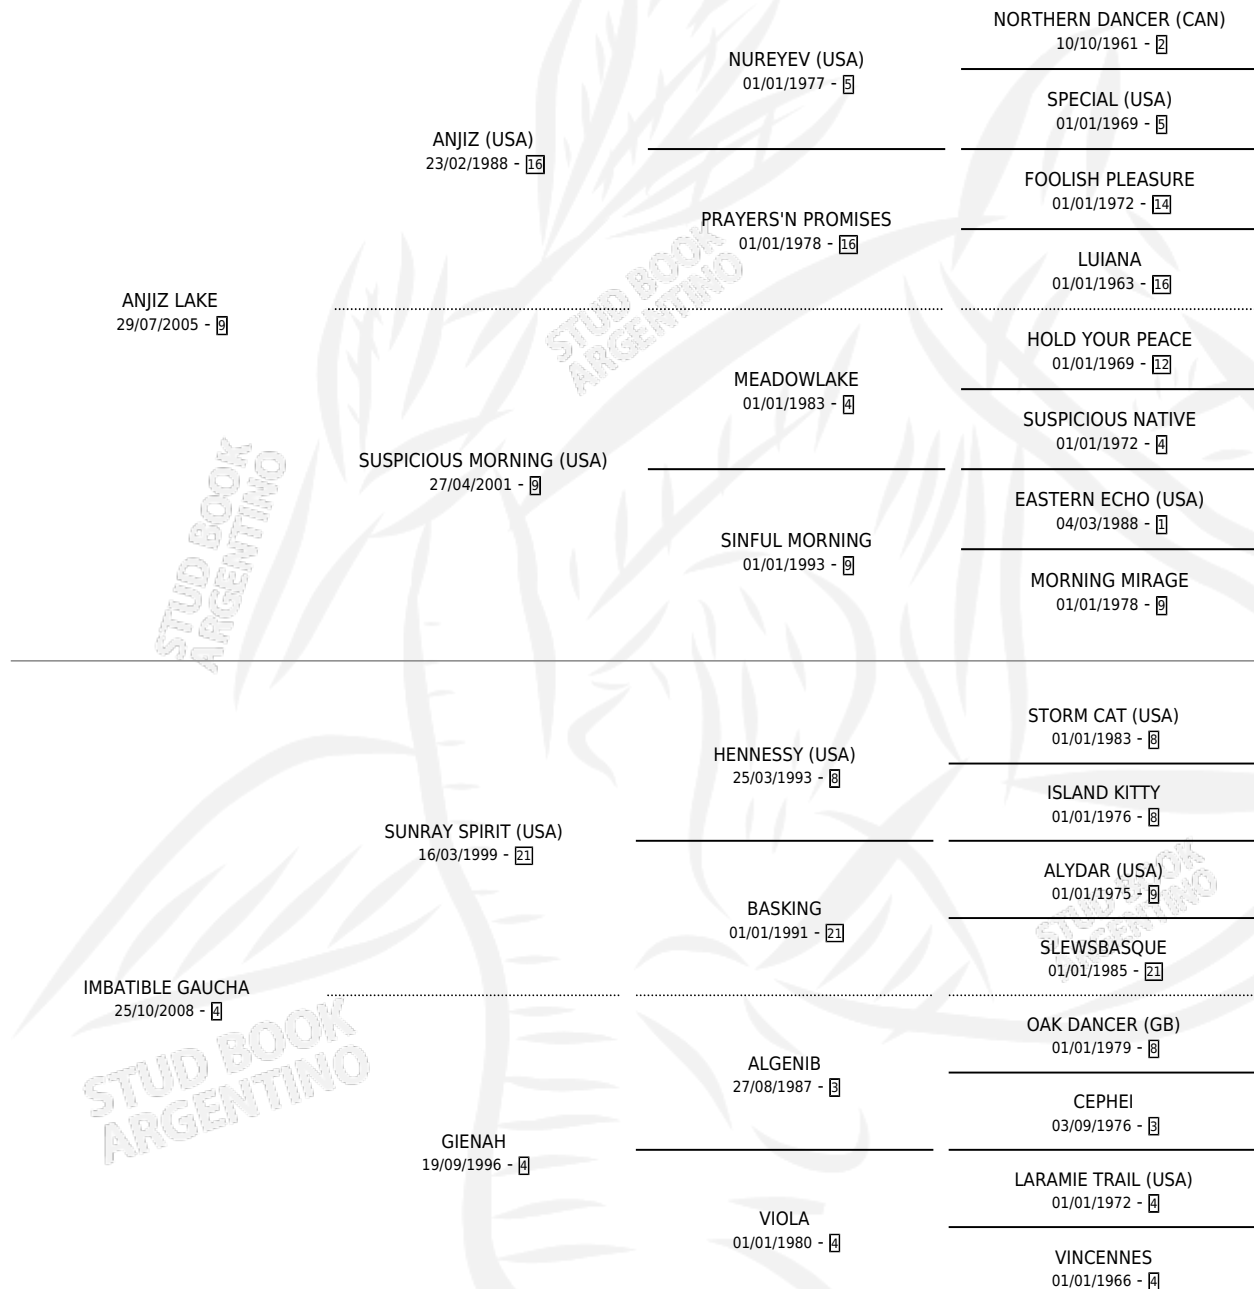 NORTHERN DANCER (CAN)
10/10/1961 - 2
NUREYEV (USA)
01/01/1977 - 5
SPECIAL (USA)
01/01/1969 - 5
ANJIZ (USA)
23/02/1988 - 16
FOOLISH PLEASURE
01/01/1972 - 14
PRAYERS'N PROMISES
01/01/1978 - 16
LUIANA
01/01/1963 - 16
ANJIZ LAKE
29/07/2005 - 9
STUD BOOK
ARGENTINO
HOLD YOUR PEACE
01/01/1969 - 12
MEADOWLAKE
01/01/1983 - 4
SUSPICIOUS NATIVE
01/01/1972 - 4
SUSPICIOUS MORNING (USA)
27/04/2001 - 9
EASTERN ECHO (USA)
04/03/1988 - 1
SINFUL MORNING
01/01/1993 - 9
MORNING MIRAGE
01/01/1978 - 9
STUD BOOK
ARGENTINO
STORM CAT (USA)
01/01/1983 - 8
HENNESSY (USA)
25/03/1993 - 8
ISLAND KITTY
01/01/1976 - 8
SUNRAY SPIRIT (USA)
16/03/1999 - 21
ALYDAR (USA)
01/01/1975 - 9
BASKING
01/01/1991 - 21
SLEWSBASQUE
01/01/1985 - 21
STUD BOOK
ARGENTINO
IMBATIBLE GAUCHA
25/10/2008 - 4
STUD BOOK
ARGENTINO
OAK DANCER (GB)
01/01/1979 - 8
ALGENIB
27/08/1987 - 3
CEPHEI
03/09/1976 - 3
GIENAH
19/09/1996 - 4
LARAMIE TRAIL (USA)
01/01/1972 - 4
VIOLA
01/01/1980 - 4
VINCENNES
01/01/1966 - 4